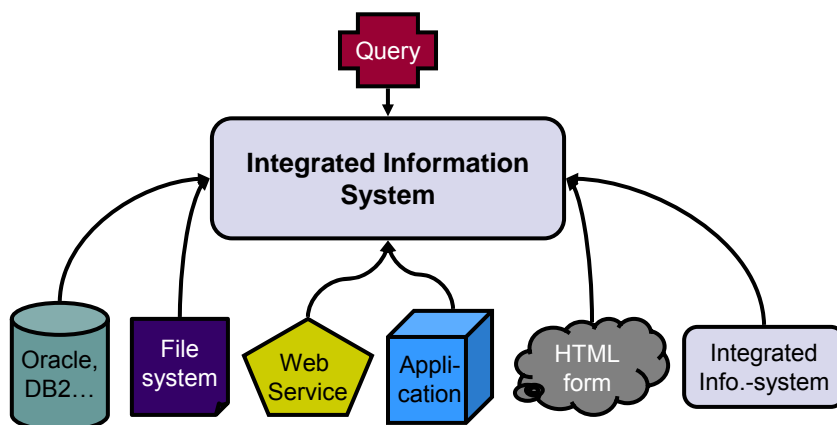 Query
Integrated Information
System
Oracle,
DB2…
File
system
Web
Service
Appli-
cation
HTML
form
Integrated
Info.-system